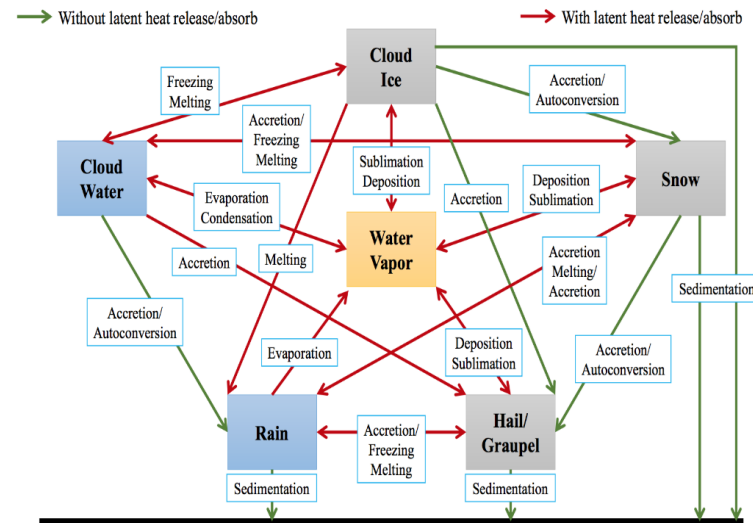 Without latent heat release/absorb
With latent heat release/absorb
Cloud
Ice
Freezing
Melting
Accretion/
Autoconversion
Accretion/
Freezing
Melting
Cloud
Water
Sublimation
Deposition
Snow
Evaporation
Condensation
Accretion
Deposition
Sublimation
Water
Vapor
Accretion
Melting
Accretion
Melting/
Accretion
Sedimentation
Accretion/
Autoconversion
Evaporation
Deposition
Sublimation
Accretion/
Autoconversion
Rain
Accretion/
Freezing
Melting
Hail/
Graupel
Sedimentation
Sedimentation